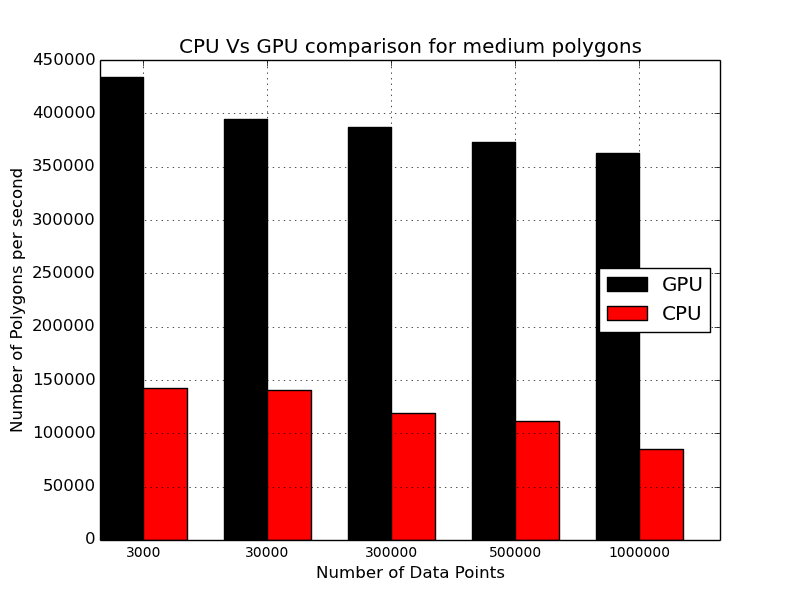 CPU Vs GPU comparison for medium polygons
450000
400000
350000
300000
250000
200000
150000
100000
50000
0
Number of Polygons per second
GPU
CPU
3000 30000 300000 500000 1000000
Number of Data Points